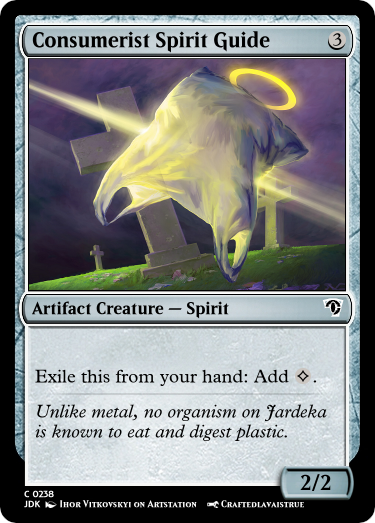 Consumerist Spirit Guide 3
Artifact Creature — Spirit
Exile this from your hand: Add .
Unlike metal, no organism on Jardeka
is known to eat and digest plastic.
2/2
C 0238
JDK Ihor Vitkovskyi on Artstation Craftedlavaistrue